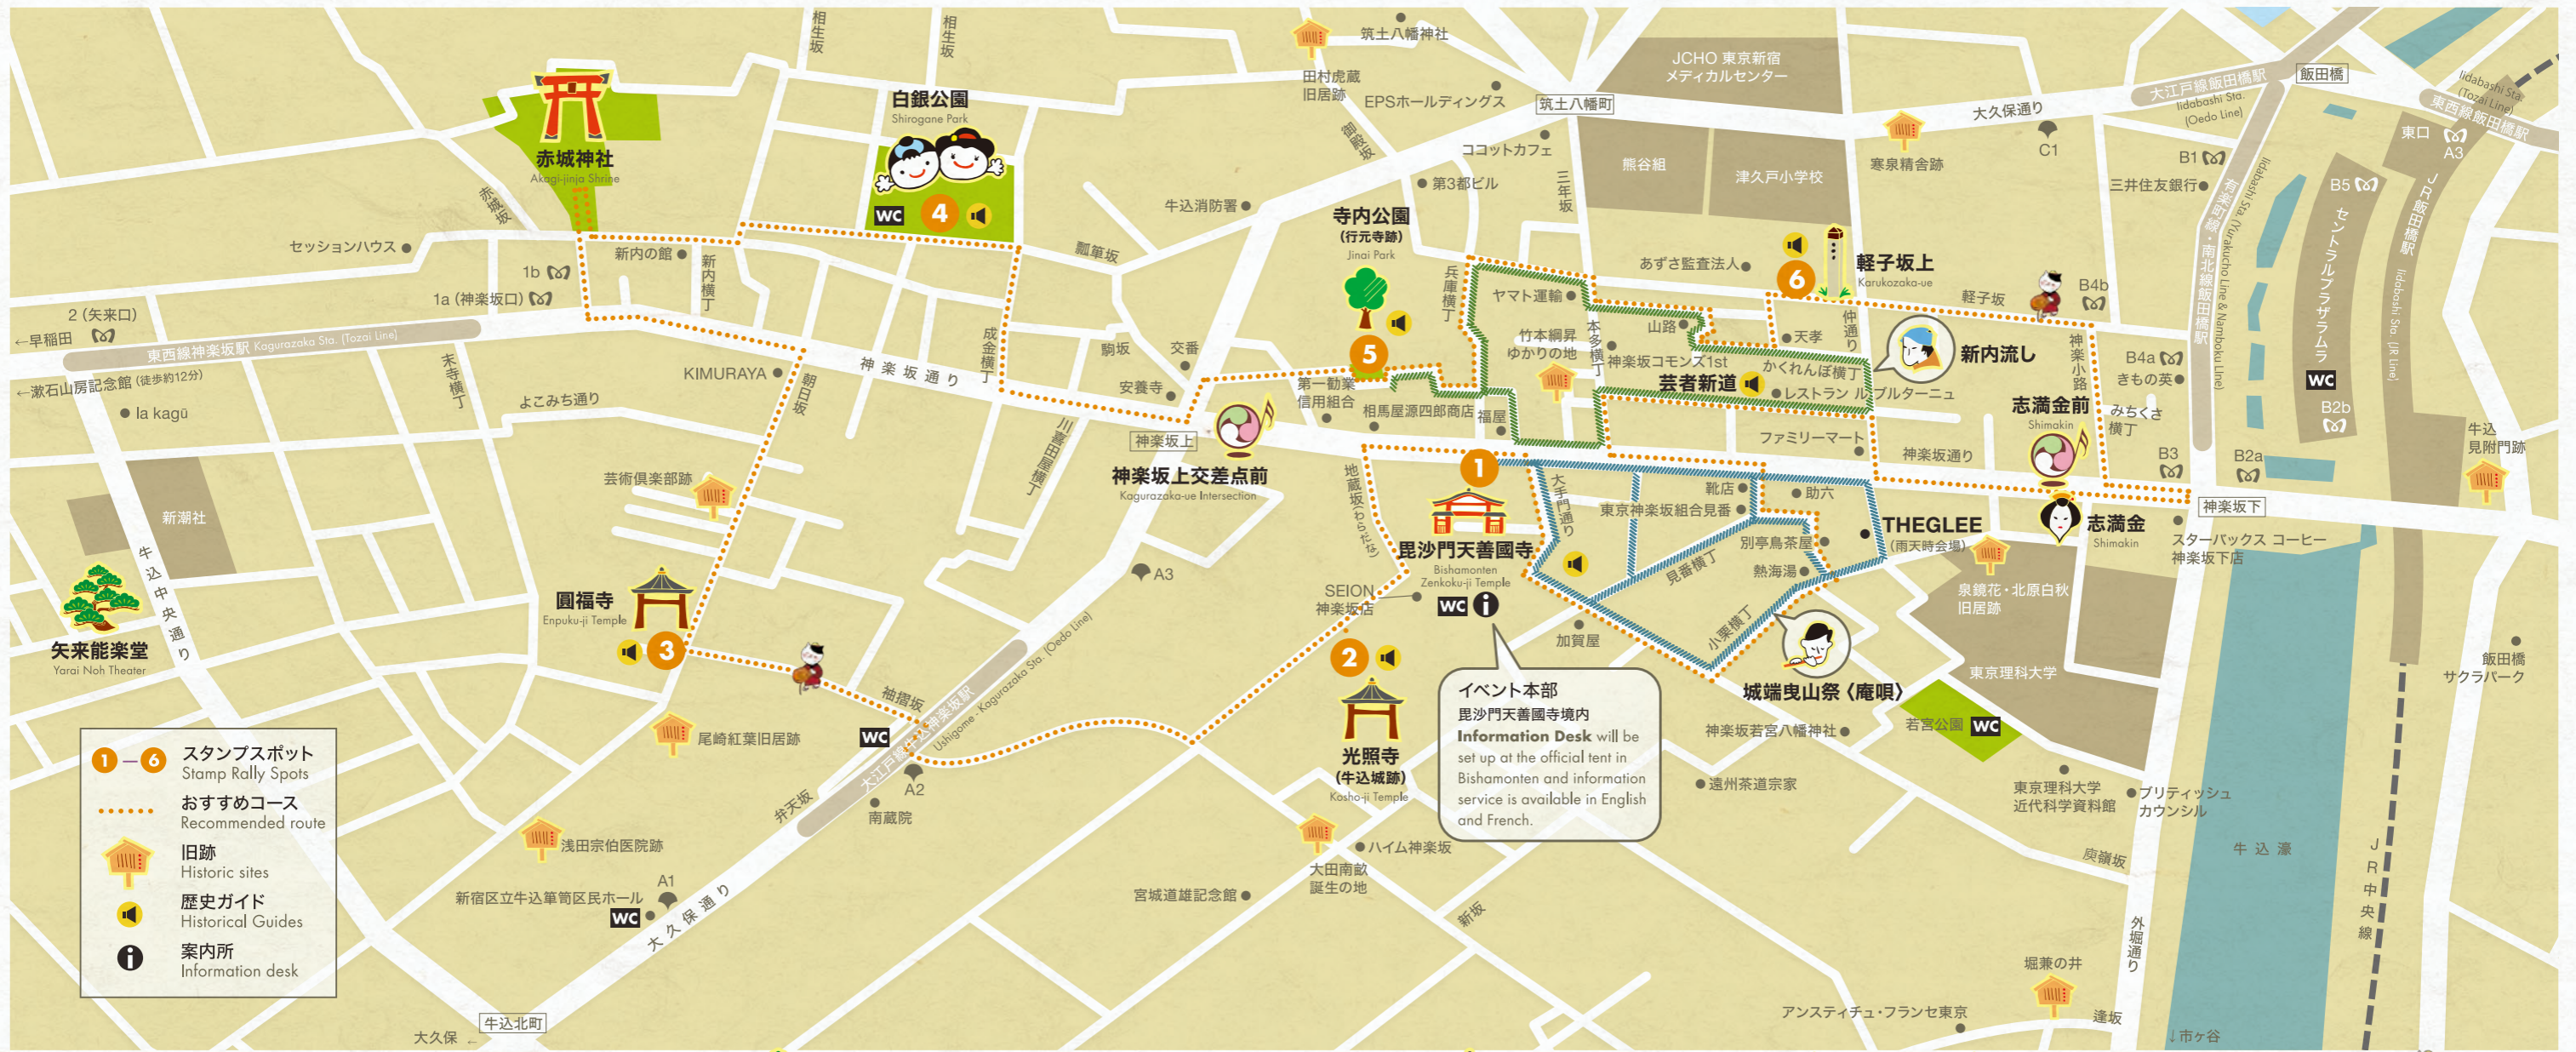 相生坂
相生坂
筑土八幡神社
田村虎蔵
旧居跡
EPSホールディングス
JCHO 東京新宿
メディカルセンター
筑土八幡町
大久保通り
大江戸線飯田橋駅
Iidabashi Sta.
(Oedo Line)
飯田橋
Iidabashi Sta.
(Tozai Line)
東西線飯田橋駅
東口
A3
白銀公園
Shirogane Park
WC
4
赤城神社
Akagi-jinja Shrine
赤城坂
御殿坂
ココットカフェ
第3都ビル
三年坂
熊谷組
津久戸小学校
寒泉精舎跡
C1
B1
三井住友銀行
B5
セントラルプラザラムラ
JR飯田橋駅 Iidabashi Sta. (JR Line)
有楽町線・南北線飯田橋駅
Iidabashi Sta. (Yurakucho Line & Namboku Line)
牛込消防署
寺内公園
(行元寺跡)
Jinai Park
5
セッションハウス
新内の館
新内横丁
瓢箪坂
兵庫横丁
ヤマト運輸
あずさ監査法人
6
軽子坂上
Karukozaka-ue
軽子坂
B4b
1b
1a (神楽坂口)
2 (矢来口)
←早稲田
東西線神楽坂駅 Kagurazaka Sta. (Tozai Line)
←漱石山房記念館 (徒歩約12分)
la kagū
末寺横丁
よこみち通り
KIMURAYA
朝日坂
神楽坂通り
成金横丁
駒坂
交番
安養寺
第一勧業
信用組合
相馬屋源四郎商店
福屋
竹本綱昇
ゆかりの地
本多横丁
山路
神楽坂コモンズ1st
天孝
仲通り
かくれんぼ横丁
芸者新道
レストラン ル ブルターニュ
新内流し
神楽小路
B4a
きもの英
みちくさ
横丁
WC
B2b
志満金前
Shimakin
ファミリーマート
神楽坂通り
B3
B2a
牛込
見附門跡
神楽坂上
神楽坂上交差点前
Kagurazaka-ue Intersection
川喜田屋横丁
地蔵坂(わらだな)
1
毘沙門天善國寺
Bishamonten
Zenkoku-ji Temple
WC
大手門通り
靴店
東京神楽坂組合見番
助六
別亭鳥茶屋
見番横丁
熱海湯
THEGLEE
(雨天時会場)
志満金
Shimakin
神楽坂下
スターバックス コーヒー
神楽坂下店
泉鏡花・北原白秋
旧居跡
東京理科大学
新潮社
牛込中央通り
芸術倶楽部跡
矢来能楽堂
Yarai Noh Theater
圓福寺
Enpuku-ji Temple
3
A3
SEION
神楽坂店
2
光照寺
(牛込城跡)
Kosho-ji Temple
加賀屋
小栗横丁
城端曳山祭〈庵唄〉
若宮公園
WC
神楽坂若宮八幡神社
遠州茶道宗家
飯田橋
サクラパーク
イベント本部
毘沙門天善國寺境内
Information Desk will be
set up at the official tent in
Bishamonten and information
service is available in English
and French.
袖摺坂
WC
大江戸線牛込神楽坂駅
Ushigome - Kagurazaka Sta. (Oedo Line)
尾崎紅葉旧居跡
A2
弁天坂
南蔵院
浅田宗伯医院跡
新宿区立牛込箪笥区民ホール
WC
A1
大久保通り
宮城道雄記念館
大田南畝
誕生の地
ハイム神楽坂
新坂
東京理科大学
近代科学資料館
ブリティッシュ
カウンシル
庾嶺坂
牛込濠
JR中央線
外堀通り
堀兼の井
アンスティチュ・フランセ東京
逢坂
↓市ヶ谷
牛込北町
大久保 ←
1 — 6
スタンプスポット
Stamp Rally Spots
おすすめコース
Recommended route
旧跡
Historic sites
歴史ガイド
Historical Guides
案内所
Information desk